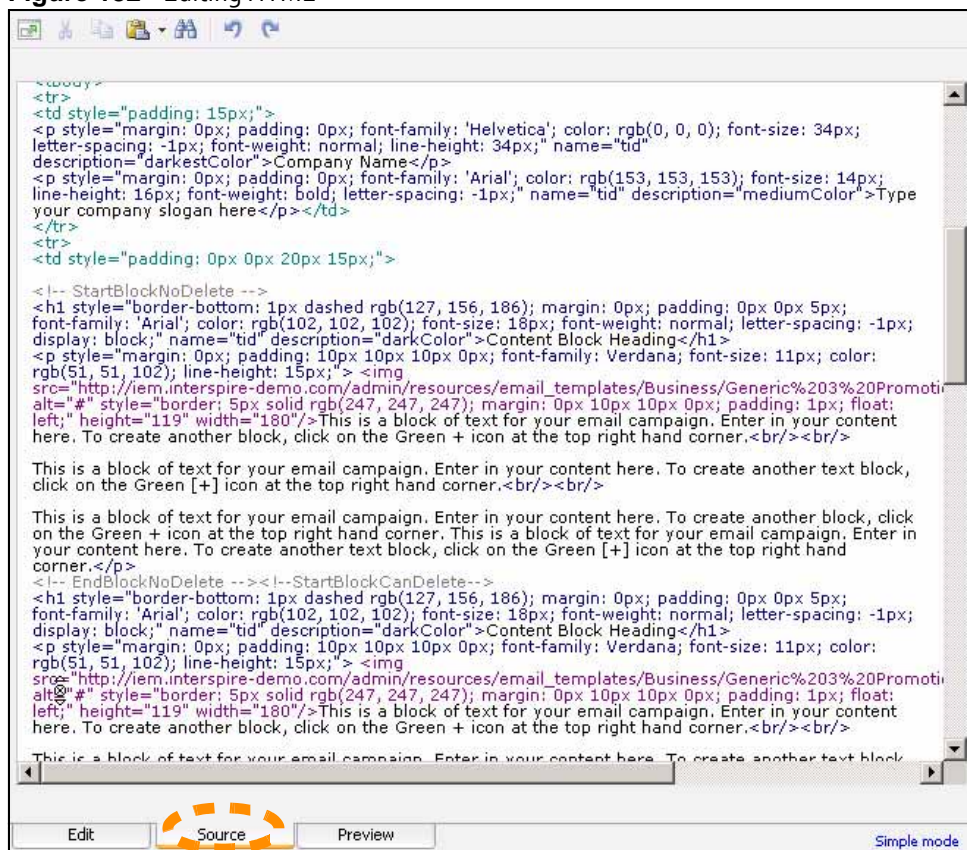 <tbody>
<tr>
<td style="padding: 15px;">
<p style="margin: 0px; padding: 0px; font-family: 'Helvetica'; color: rgb(0, 0, 0); font-size: 34px;
letter-spacing: -1px; font-weight: normal; line-height: 34px;" name="tid"
description="darkestColor">Company Name</p>
<p style="margin: 0px; padding: 0px; font-family: 'Arial'; color: rgb(153, 153, 153); font-size: 14px;
line-height: 16px; font-weight: bold; letter-spacing: -1px;" name="tid" description="mediumColor">Type
your company slogan here</p></td>
</tr>
<tr>
<td style="padding: 0px 0px 20px 15px;">
<!-- StartBlockNoDelete -->
<h1 style="border-bottom: 1px dashed rgb(127, 156, 186); margin: 0px; padding: 0px 0px 5px;
font-family: 'Arial'; color: rgb(102, 102, 102); font-size: 18px; font-weight: normal; letter-spacing: -1px;
display: block;" name="tid" description="darkColor">Content Block Heading</h1>
<p style="margin: 0px; padding: 10px 10px 10px 0px; font-family: Verdana; font-size: 11px; color:
rgb(51, 51, 102); line-height: 15px;"> <img
src="http://iem.interspire-demo.com/admin/resources/email_templates/Business/Generic%203%20Promoti
alt="#" style="border: 5px solid rgb(247, 247, 247); margin: 0px 10px 10px 0px; padding: 1px; float:
left;" height="119" width="180"/>This is a block of text for your email campaign. Enter in your content
here. To create another block, click on the Green + icon at the top right hand corner.<br/><br/>
This is a block of text for your email campaign. Enter in your content here. To create another text block,
click on the Green [+] icon at the top right hand corner.<br/><br/>
This is a block of text for your email campaign. Enter in your content here. To create another block, click
on the Green + icon at the top right hand corner. This is a block of text for your email campaign. Enter in
your content here. To create another text block, click on the Green [+] icon at the top right hand
corner.</p>
<!-- EndBlockNoDelete --><!--StartBlockCanDelete-->
<h1 style="border-bottom: 1px dashed rgb(127, 156, 186); margin: 0px; padding: 0px 0px 5px;
font-family: 'Arial'; color: rgb(102, 102, 102); font-size: 18px; font-weight: normal; letter-spacing: -1px;
display: block;" name="tid" description="darkColor">Content Block Heading</h1>
<p style="margin: 0px; padding: 10px 10px 10px 0px; font-family: Verdana; font-size: 11px; color:
rgb(51, 51, 102); line-height: 15px;"> <img
src="http://iem.interspire-demo.com/admin/resources/email_templates/Business/Generic%203%20Promoti
alt="#" style="border: 5px solid rgb(247, 247, 247); margin: 0px 10px 10px 0px; padding: 1px; float:
left;" height="119" width="180"/>This is a block of text for your email campaign. Enter in your content
here. To create another block, click on the Green + icon at the top right hand corner.<br/><br/>
This is a block of text for your email campaign. Enter in your content here. To create another text block,
Edit Source Preview
Simple mode